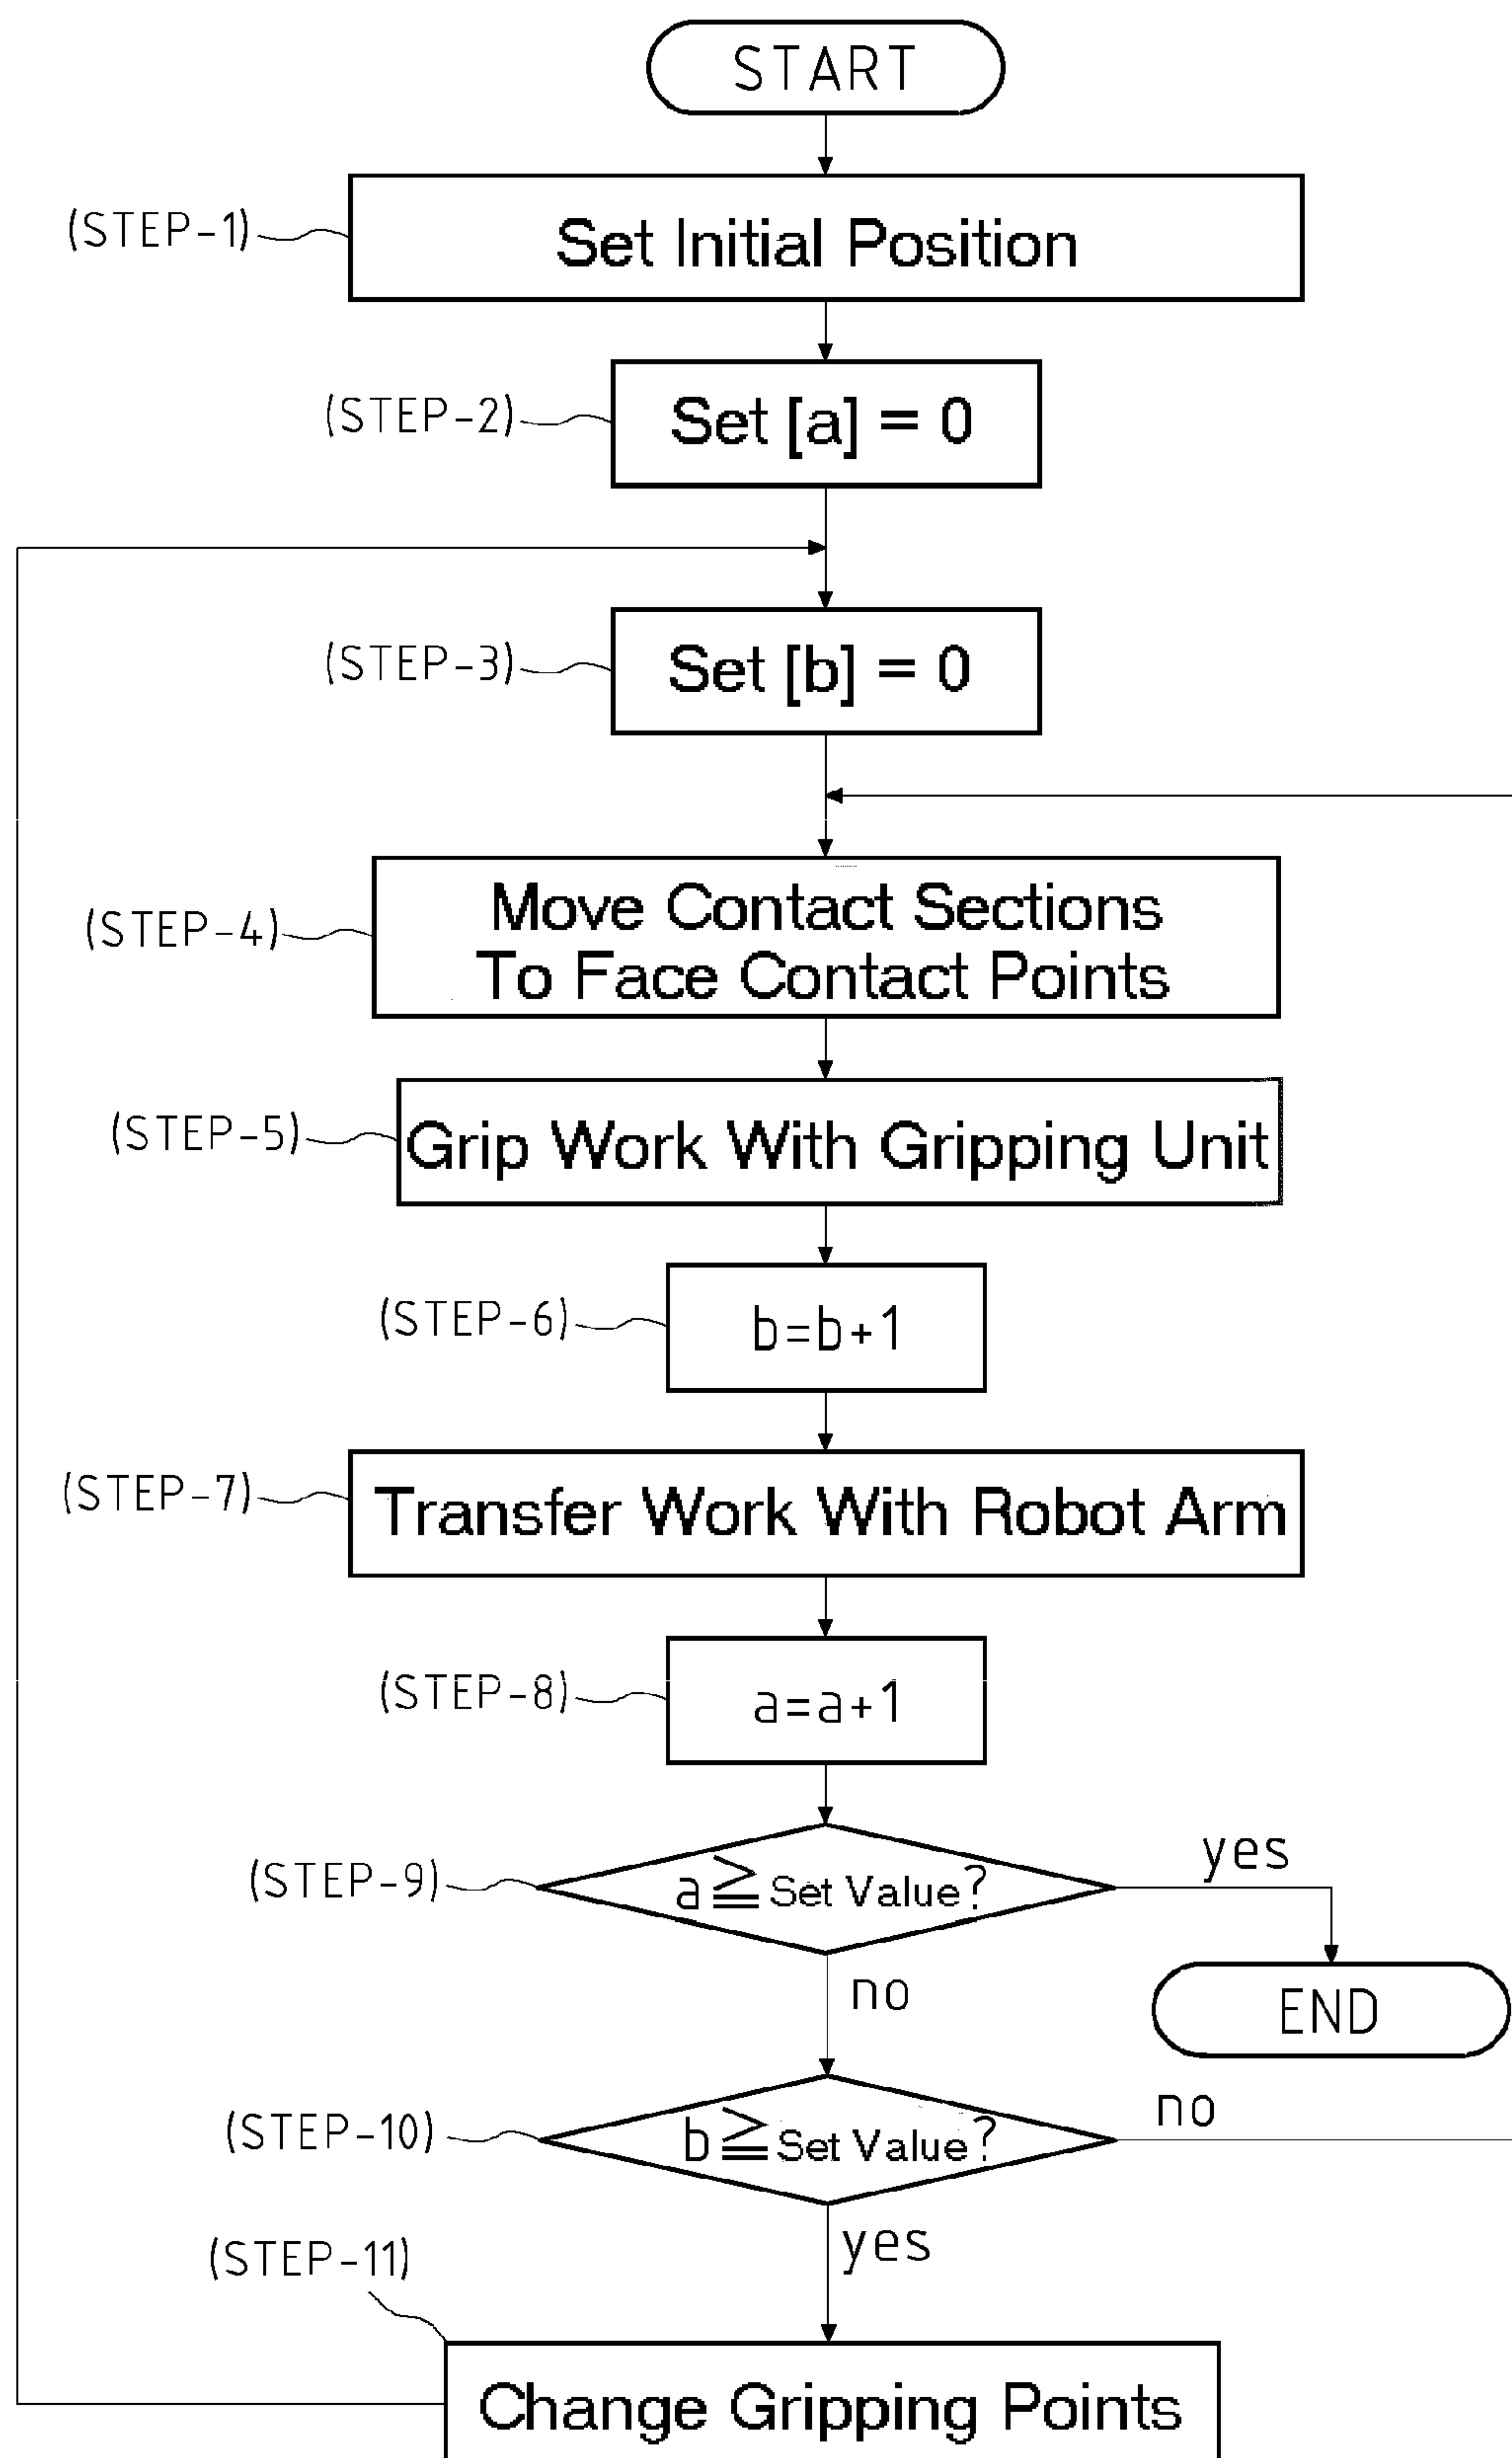 START
(STEP-1)
Set Initial Position
(STEP-2)
Set [a] = 0
(STEP-3)
Set [b] = 0
(STEP-4)
Move Contact Sections
To Face Contact Points
(STEP-5)
Grip Work With Gripping Unit
(STEP-6)
b=b+1
(STEP-7)
Transfer Work With Robot Arm
(STEP-8)
a=a+1
(STEP-9)
a≧Set Value?
yes
no
END
(STEP-10)
b≧Set Value?
no
yes
(STEP-11)
Change Gripping Points